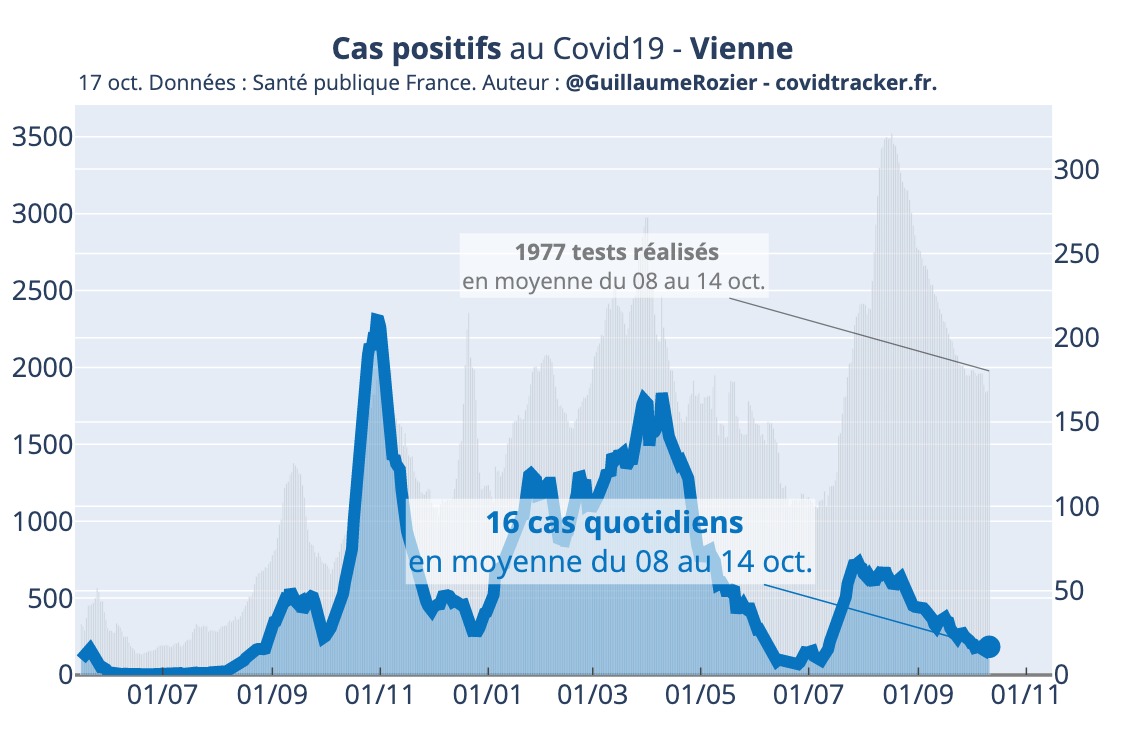 Cas positifs au Covid19 - Vienne
17 oct. Données : Santé publique France. Auteur : @GuillaumeRozier - covidtracker.fr.
3500
3000
2500
2000
1500
1000
500
0
300
250
200
150
100
50
0
1977 tests réalisés
en moyenne du 08 au 14 oct.
16 cas quotidiens
en moyenne du 08 au 14 oct.
01/07 01/09 01/11 01/01 01/03 01/05 01/07 01/09 01/11